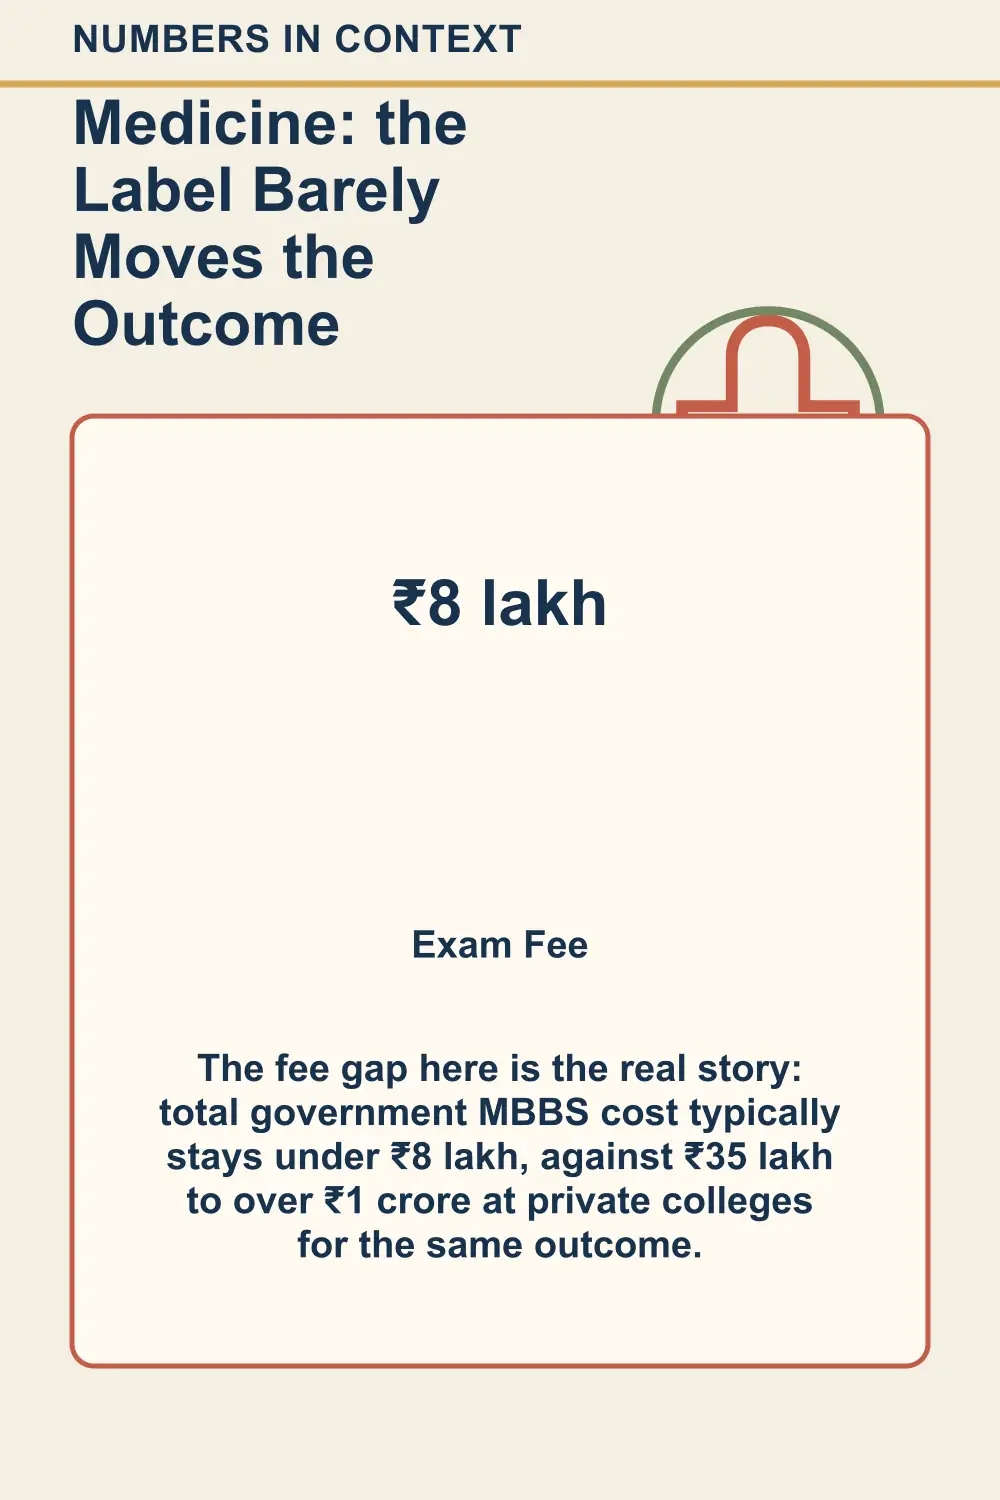 NUMBERS IN CONTEXT
Medicine: the
Label Barely
Moves the
Outcome
₹8 lakh
Exam Fee
The fee gap here is the real story:
total government MBBS cost typically
stays under ₹8 lakh, against ₹35 lakh
to over ₹1 crore at private colleges
for the same outcome.